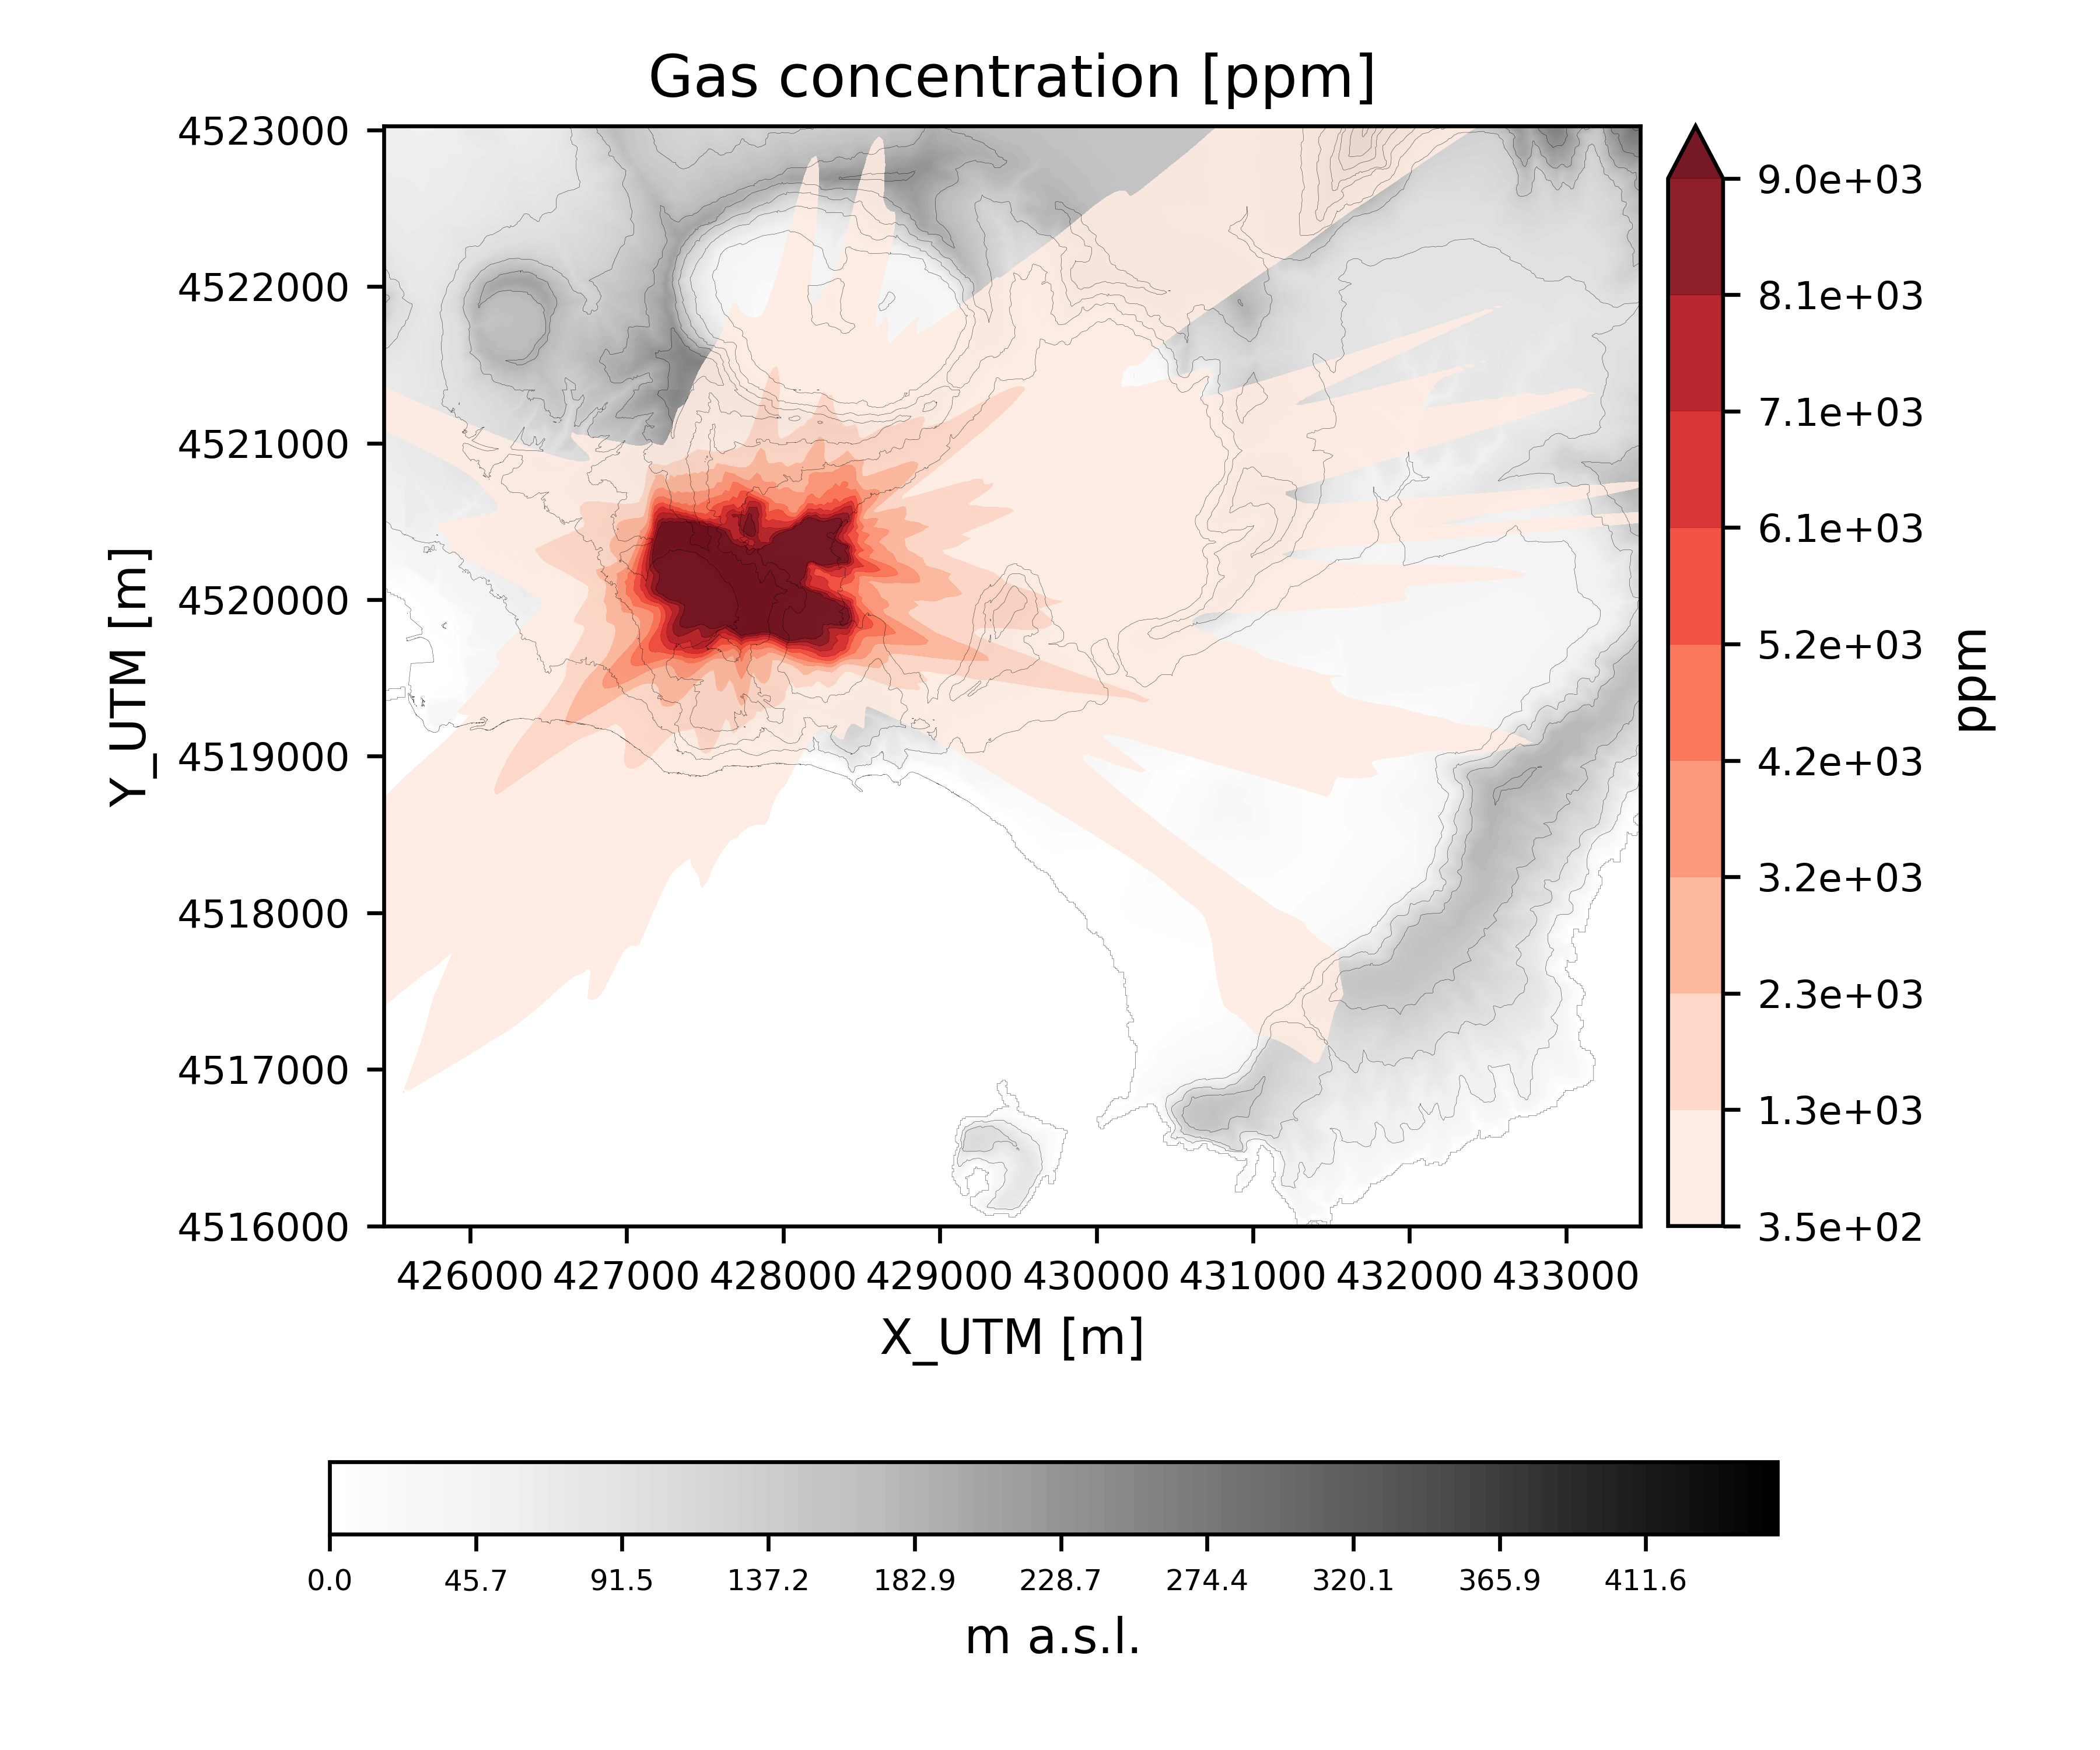 Gas concentration [ppm]
4523000
4522000
4521000
4520000
4519000
4518000
4517000
4516000
Y_UTM [m]
426000 427000 428000 429000 430000 431000 432000 433000
X_UTM [m]
9.0e+03
8.1e+03
7.1e+03
6.1e+03
5.2e+03
4.2e+03
3.2e+03
2.3e+03
1.3e+03
3.5e+02
ppm
0.0 45.7 91.5 137.2 182.9 228.7 274.4 320.1 365.9 411.6
m a.s.l.